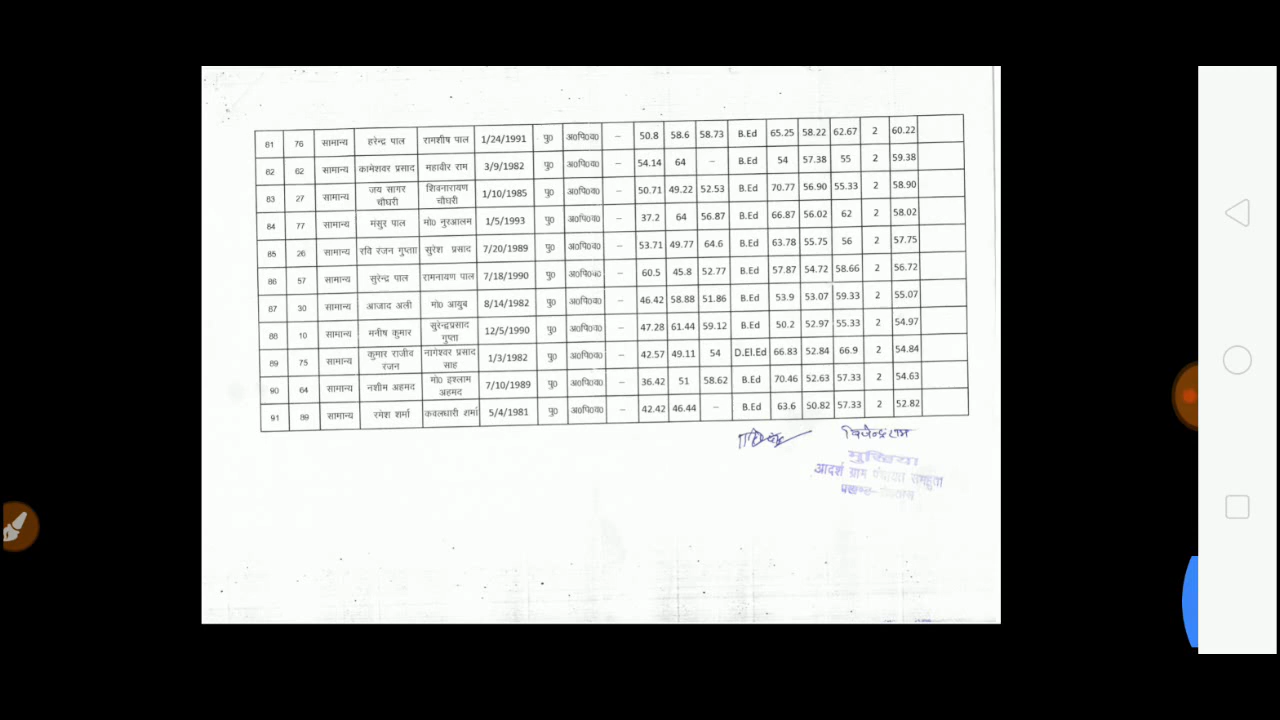 81 76 सामान्य हरेन्द्र पाल रामशीष पाल 1/24/1991 पु0 अ0पि0व0 – 50.8 58.6 58.73 B.Ed 65.25 58.22 62.67 2 60.22
82 62 सामान्य कामेशवर प्रसाद महावीर राम 3/9/1982 पु0 अ0पि0व0 – 54.14 64 – B.Ed 54 57.38 55 2 59.38
83 27 सामान्य जय सागर चौघरी शिवनारायण चौघरी 1/10/1985 पु0 अ0पि0व0 – 50.71 49.22 52.53 B.Ed 70.77 56.90 55.33 2 58.90
84 77 सामान्य मंसुर पाल मो0 नुरआलम 1/5/1993 पु0 अ0पि0व0 – 37.2 64 56.87 B.Ed 66.87 56.02 62 2 58.02
85 26 सामान्य रवि रंजन गुप्ताा सुरेश प्रसाद 7/20/1989 पु0 अ0पि0व0 – 53.71 49.77 64.6 B.Ed 63.78 55.75 56 2 57.75
86 57 सामान्य सुरेन्द्र पाल रामनायण पाल 7/18/1990 पु0 अ0पि0व0 – 60.5 45.8 52.77 B.Ed 57.87 54.72 58.66 2 56.72
87 30 सामान्य आजाद अली मो0 आयुब 8/14/1982 पु0 अ0पि0व0 – 46.42 58.88 51.86 B.Ed 53.9 53.07 59.33 2 55.07
88 10 सामान्य मनीष कुमार सुरेन्द्रप्रसाद गुप्ता 12/5/1990 पु0 अ0पि0व0 – 47.28 61.44 59.12 B.Ed 50.2 52.97 55.33 2 54.97
89 75 सामान्य कुमार राजीव रंजन नागेश्वर प्रसाद साह 1/3/1982 पु0 अ0पि0व0 – 42.57 49.11 54 D.El.Ed 66.83 52.84 66.9 2 54.84
90 64 सामान्य नशीम अहमद मो0 इश्लाम अहमद 7/10/1989 पु0 अ0पि0व0 – 36.42 51 58.62 B.Ed 70.46 52.63 57.33 2 54.63
91 89 सामान्य रमेश शर्मा कवलधारी शर्मा 5/4/1981 पु0 अ0पि0व0 – 42.42 46.44 – B.Ed 63.6 50.82 57.33 2 52.82
विजेन्द्र राम
मुखिया
आदर्श ग्राम पंचायत समहुता
प्रखण्ड-